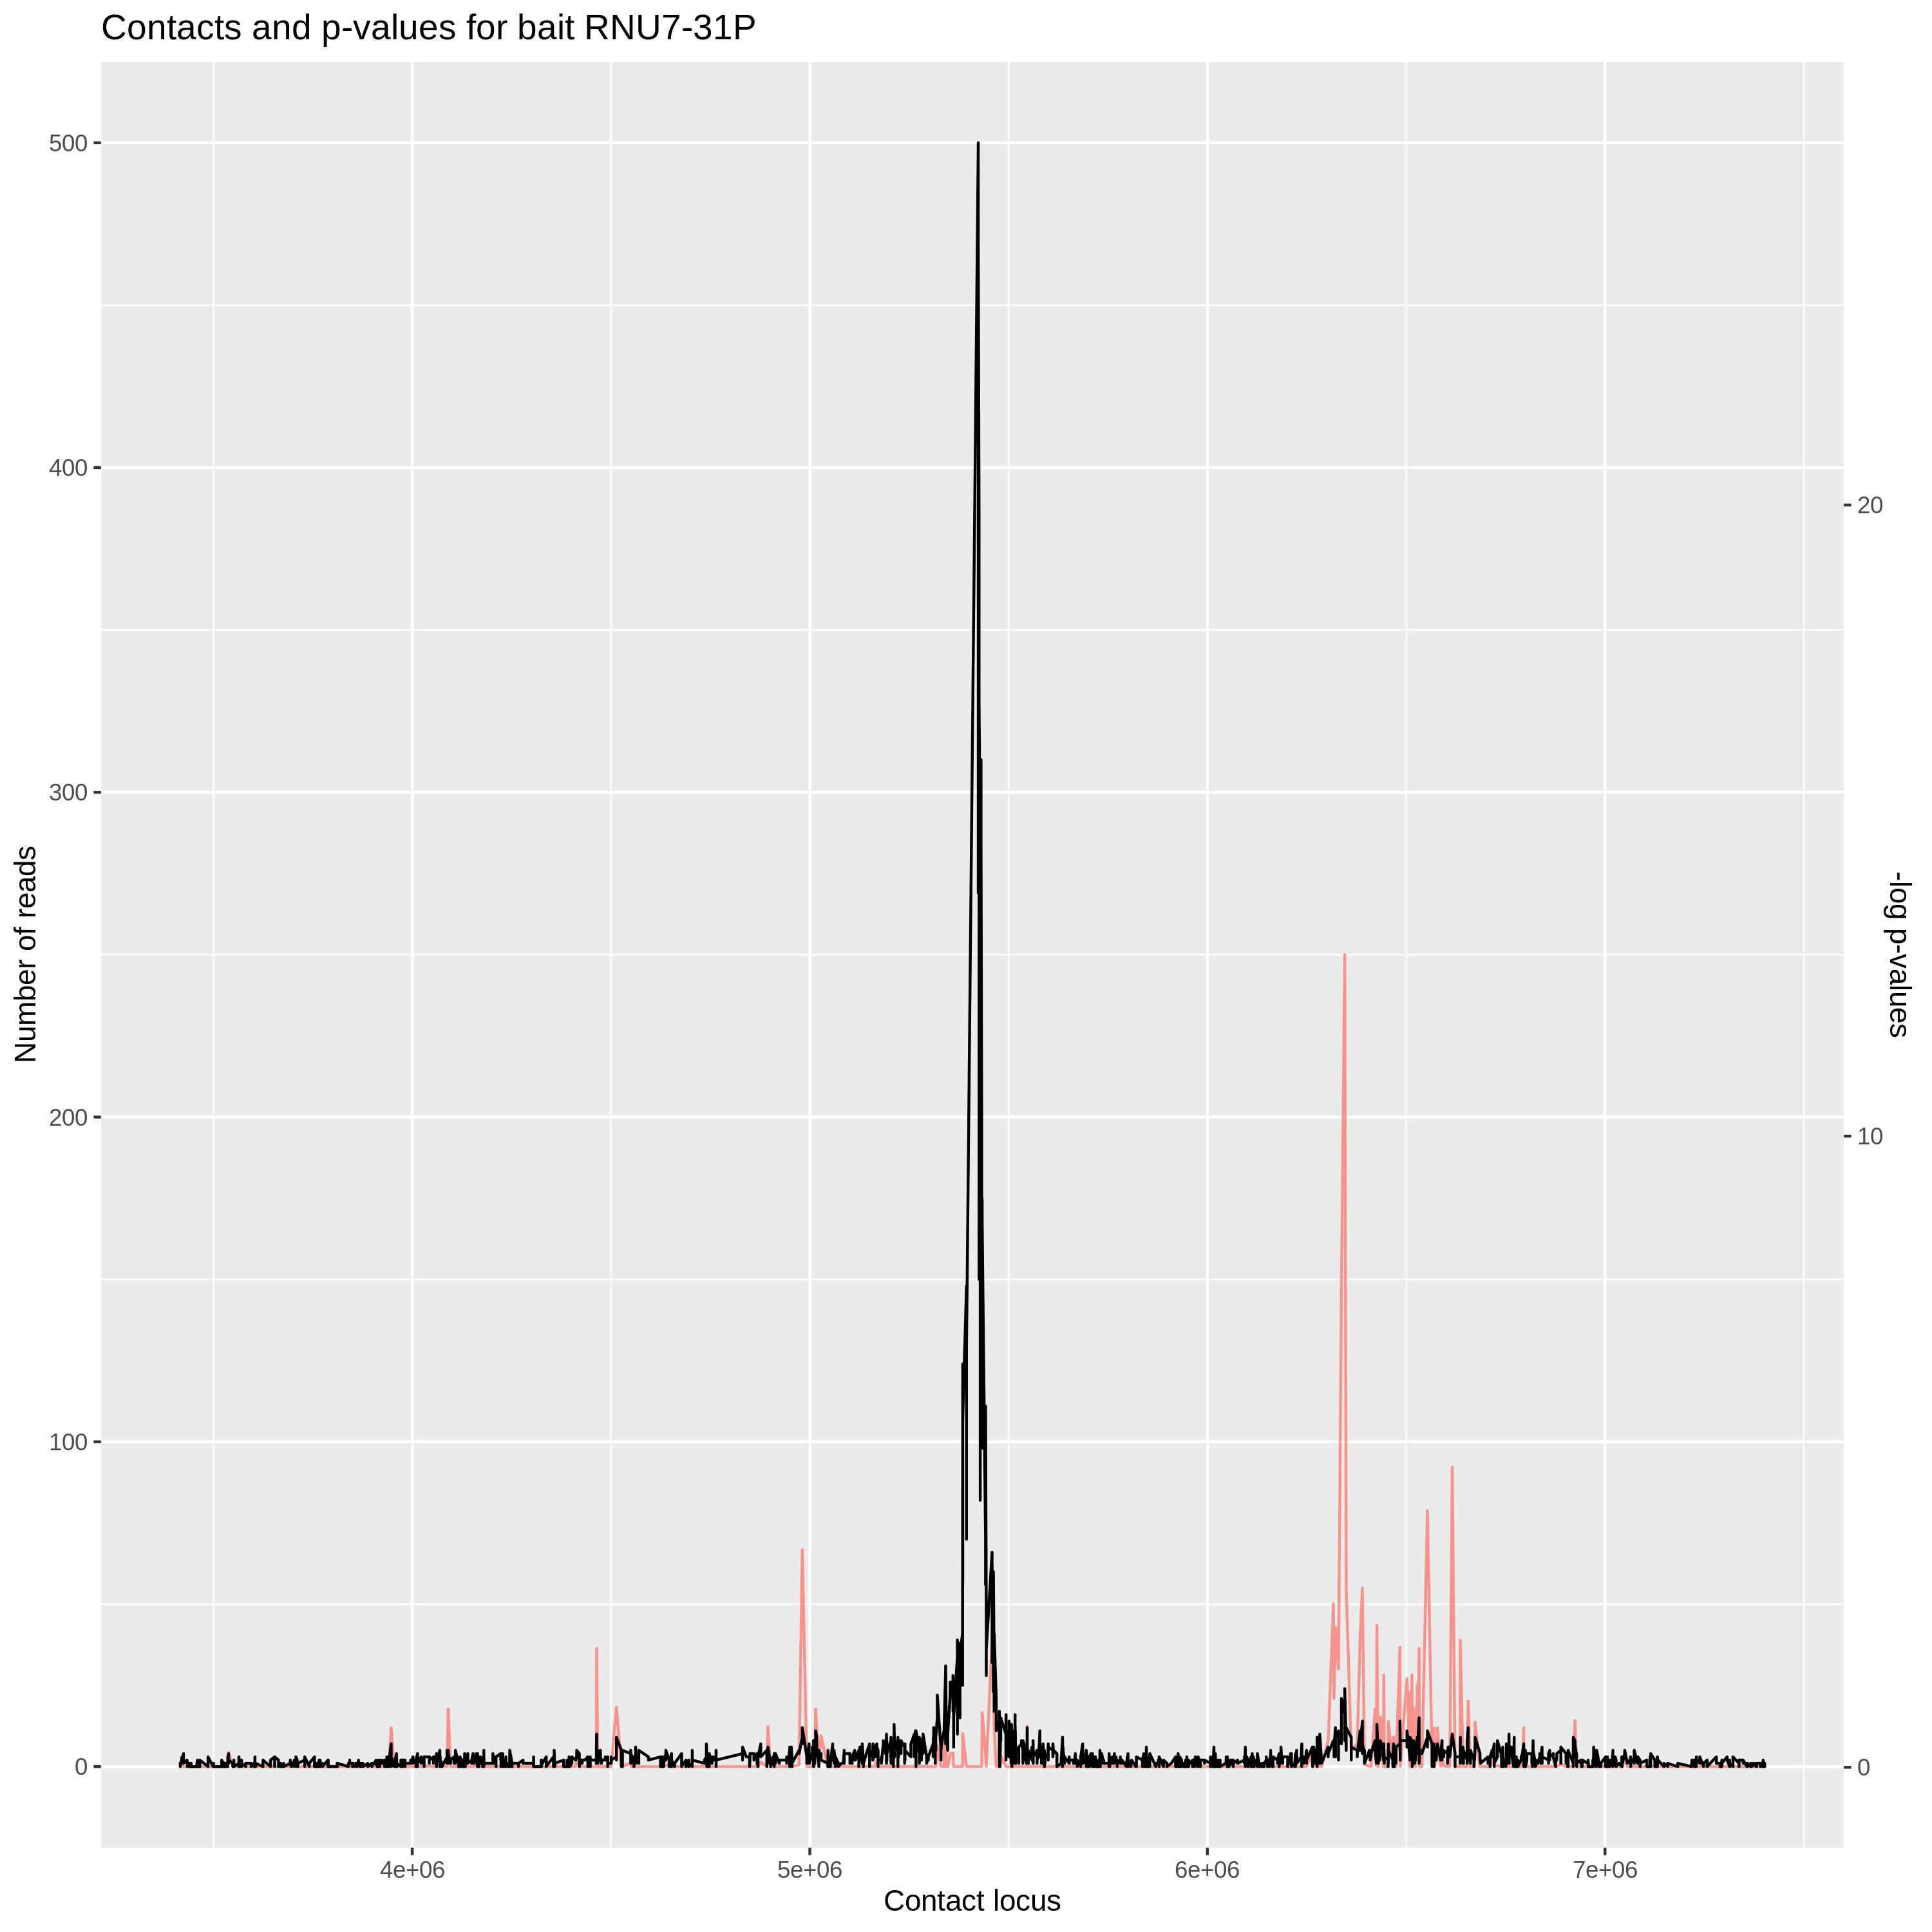 Contacts and p-values for bait RNU7-31P
500
400
300
200
100
0
Number of reads
20
10
0
-log p-values
4e+06
5e+06
6e+06
7e+06
Contact locus